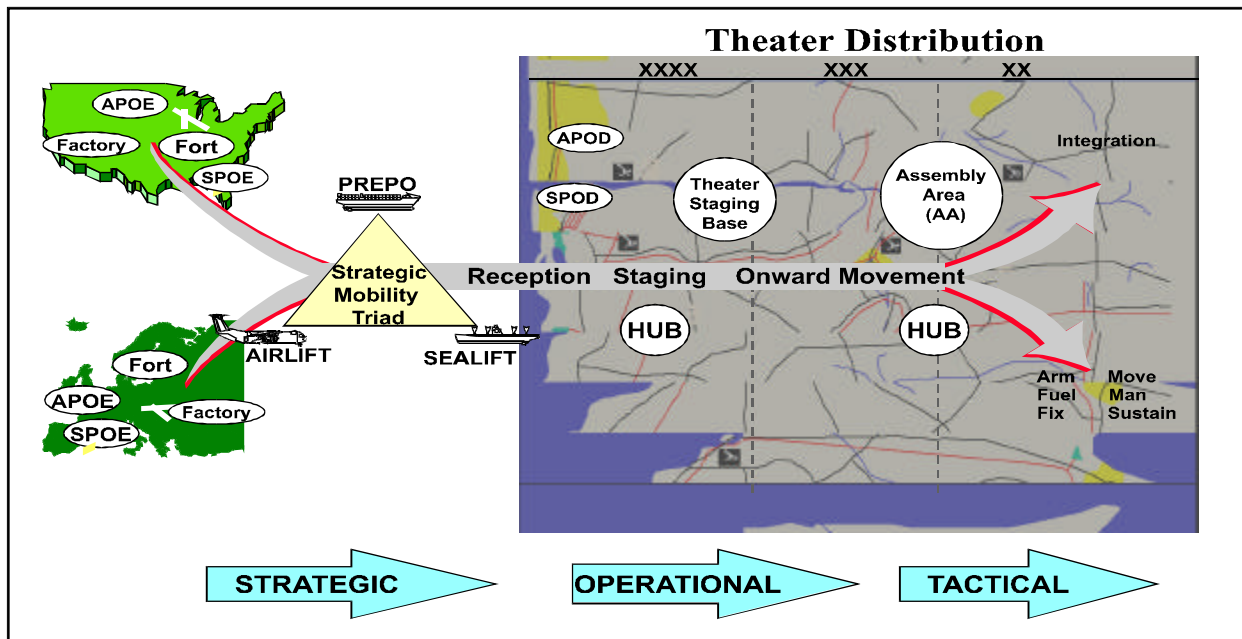 Theater Distribution
XXXX
XXX
XX
APOE
Factory
Fort
SPOE
PREPO
Strategic
Mobility
Triad
AIRLIFT
SEALIFT
Fort
APOE
Factory
SPOE
APOD
SPOD
Theater
Staging
Base
Assembly
Area
(AA)
Integration
Reception Staging Onward Movement
HUB
HUB
Arm
Fuel
Fix
Move
Man
Sustain
STRATEGIC
OPERATIONAL
TACTICAL